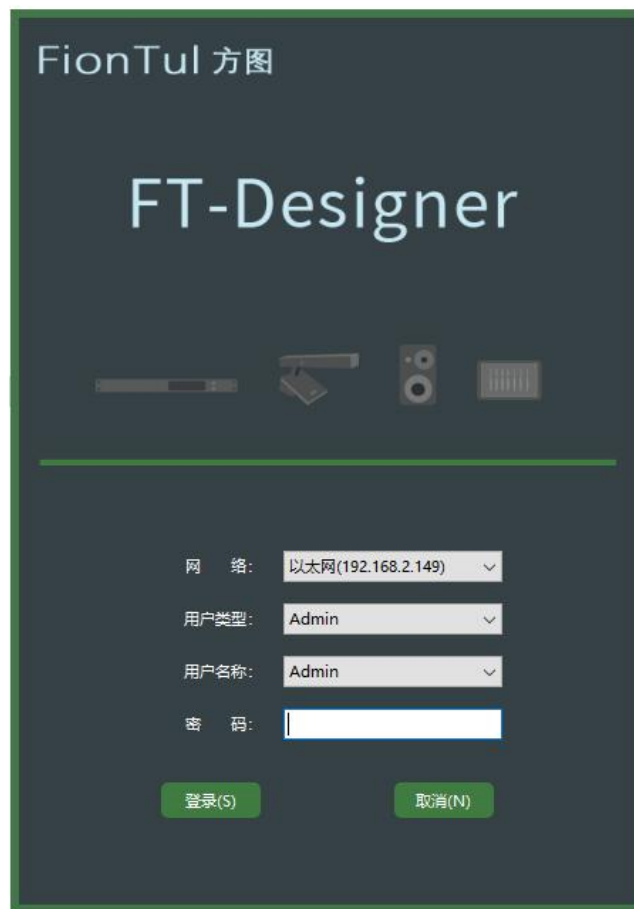 FionTul 方图
FT-Designer
网 络: 以太网(192.168.2.149)
用户类型: Admin
用户名称: Admin
密 码:
登录(S) 取消(N)